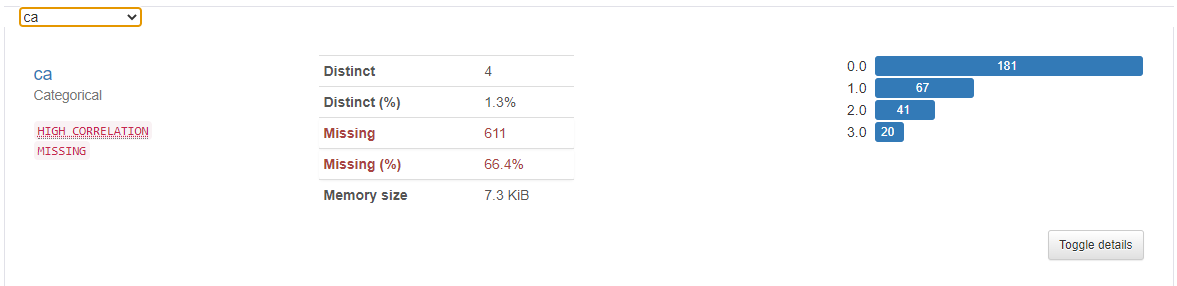 ca
ca
Categorical
HIGH CORRELATION
MISSING
Distinct 4
Distinct (%) 1.3%
Missing 611
Missing (%) 66.4%
Memory size 7.3 KiB
0.0 181
1.0 67
2.0 41
3.0 20
Toggle details